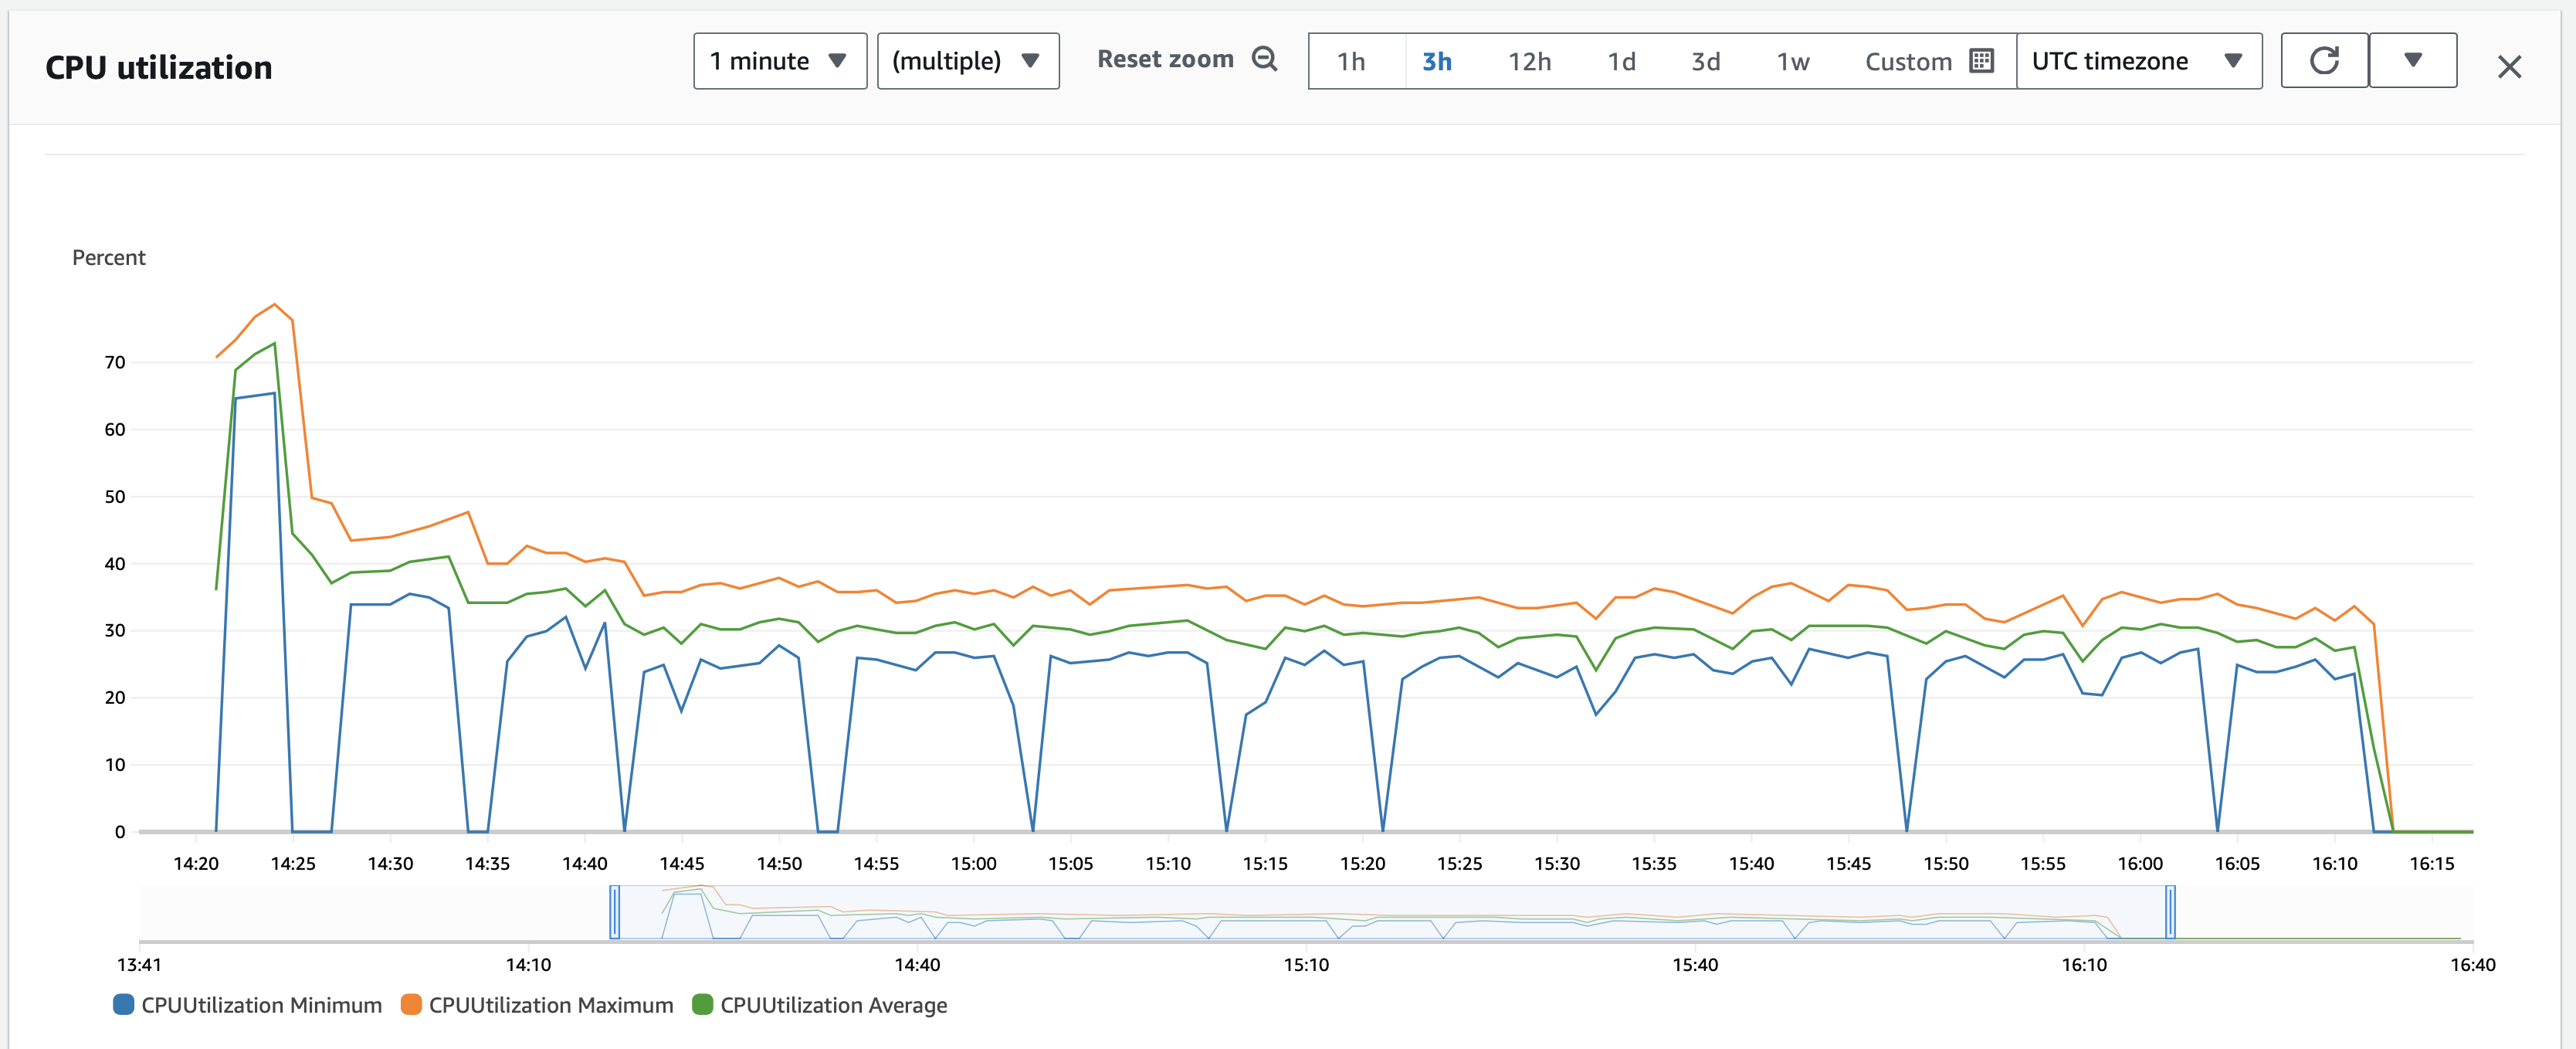 CPU utilization
1 minute (multiple) Reset zoom 1h 3h 12h 1d 3d 1w Custom UTC timezone
Percent
70
60
50
40
30
20
10
0
14:20 14:25 14:30 14:35 14:40 14:45 14:50 14:55 15:00 15:05 15:10 15:15 15:20 15:25 15:30 15:35 15:40 15:45 15:50 15:55 16:00 16:05 16:10 16:15
13:41 14:10 14:40 15:10 15:40 16:10 16:40
CPUUtilization Minimum CPUUtilization Maximum CPUUtilization Average